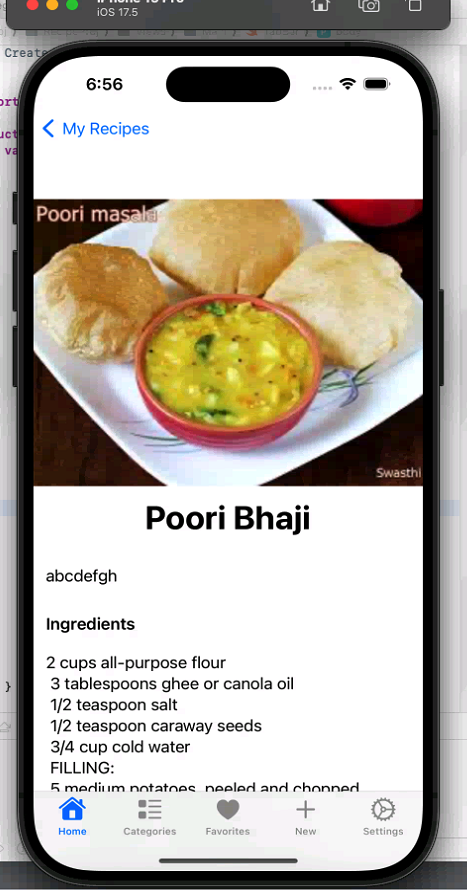 iOS 17.5
Create
6:56
My Recipes
Poori masala
Swasthi
Poori Bhaji
abcdefgh
Ingredients
2 cups all-purpose flour
3 tablespoons ghee or canola oil
1/2 teaspoon salt
1/2 teaspoon caraway seeds
3/4 cup cold water
FILLING:
5 medium potatoes, peeled and chopped
}
Home
Categories
Favorites
New
Settings